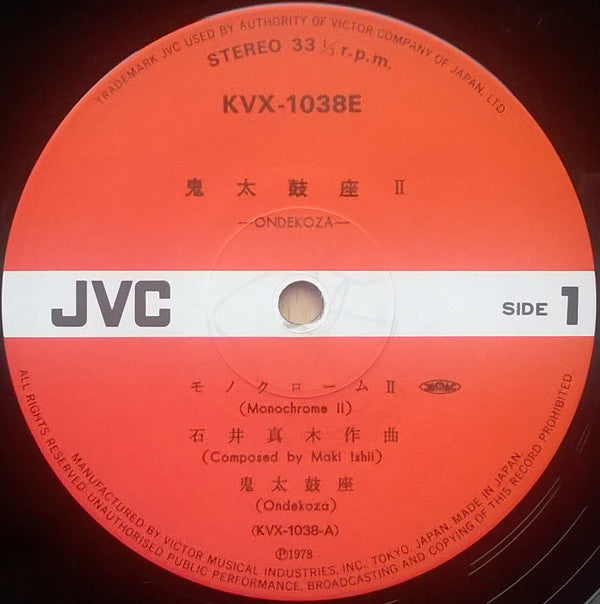 TRADEMARK JVC USED BY AUTHORITY OF VICTOR COMPANY OF JAPAN, LTD.
STEREO 33 1/3 r.p.m.
KVX-1038E
鬼太鼓座 II
—ONDEKOZA—
JVC
SIDE 1
モノクローム II
(Monochrome II)
石井真木作曲
(Composed by Maki Ishii)
鬼太鼓座
(Ondekoza)
(KVX-1038-A)
Ⓟ1978
ALL RIGHTS RESERVED. UNAUTHORISED PUBLIC PERFORMANCE, BROADCASTING AND COPYING OF THIS RECORD PROHIBITED.
MANUFACTURED BY VICTOR MUSICAL INDUSTRIES, INC., TOKYO, JAPAN. MADE IN JAPAN.